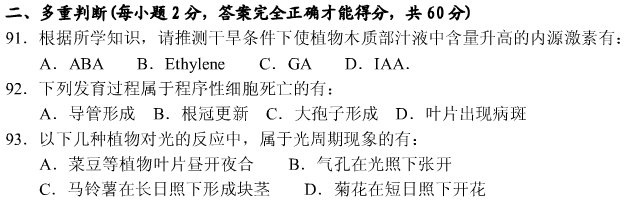 二、多重判断(每小题 2 分，答案完全正确才能得分，共 60 分)
91．根据所学知识，请推测干旱条件下使植物木质部汁液中含量升高的内源激素有：
A．ABA B．Ethylene C．GA D．IAA．
92．下列发育过程属于程序性细胞死亡的有：
A．导管形成 B．根冠更新 C．大孢子形成 D．叶片出现病斑
93．以下几种植物对光的反应中，属于光周期现象的有：
A．菜豆等植物叶片昼开夜合 B．气孔在光照下张开
C．马铃薯在长日照下形成块茎 D．菊花在短日照下开花